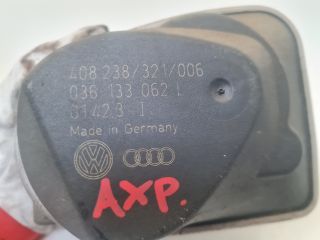 408 238/321/006
036 133 062 L
01423 I
Made in Germany
AXP.